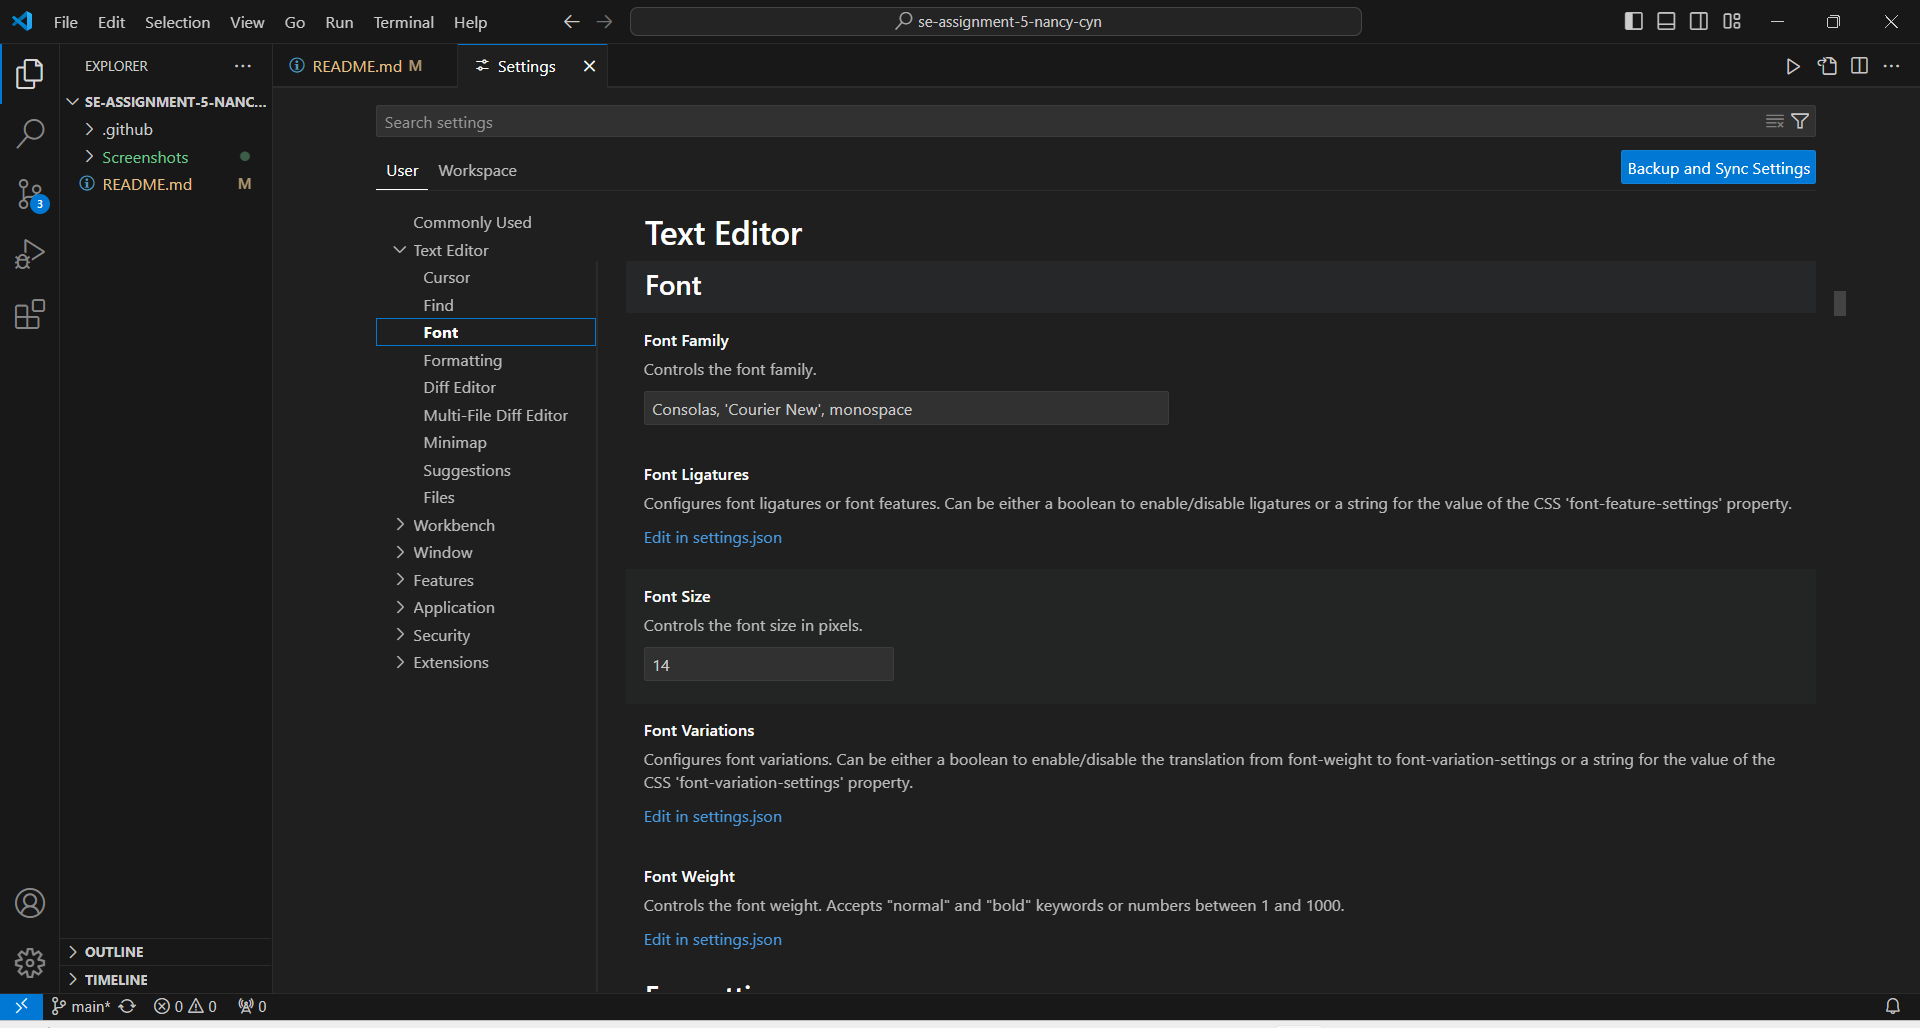 File Edit Selection View Go Run Terminal Help
se-assignment-5-nancy-cyn
EXPLORER
SE-ASSIGNMENT-5-NANC...
.github
Screenshots
README.md M
3
README.md M
Settings
Search settings
User Workspace
Backup and Sync Settings
Commonly Used
Text Editor
Cursor
Find
Font
Formatting
Diff Editor
Multi-File Diff Editor
Minimap
Suggestions
Files
Workbench
Window
Features
Application
Security
Extensions
Text Editor
Font
Font Family
Controls the font family.
Consolas, 'Courier New', monospace
Font Ligatures
Configures font ligatures or font features. Can be either a boolean to enable/disable ligatures or a string for the value of the CSS 'font-feature-settings' property.
Edit in settings.json
Font Size
Controls the font size in pixels.
14
Font Variations
Configures font variations. Can be either a boolean to enable/disable the translation from font-weight to font-variation-settings or a string for the value of the
CSS 'font-variation-settings' property.
Edit in settings.json
Font Weight
Controls the font weight. Accepts "normal" and "bold" keywords or numbers between 1 and 1000.
Edit in settings.json
OUTLINE
TIMELINE
main* 0 0 0